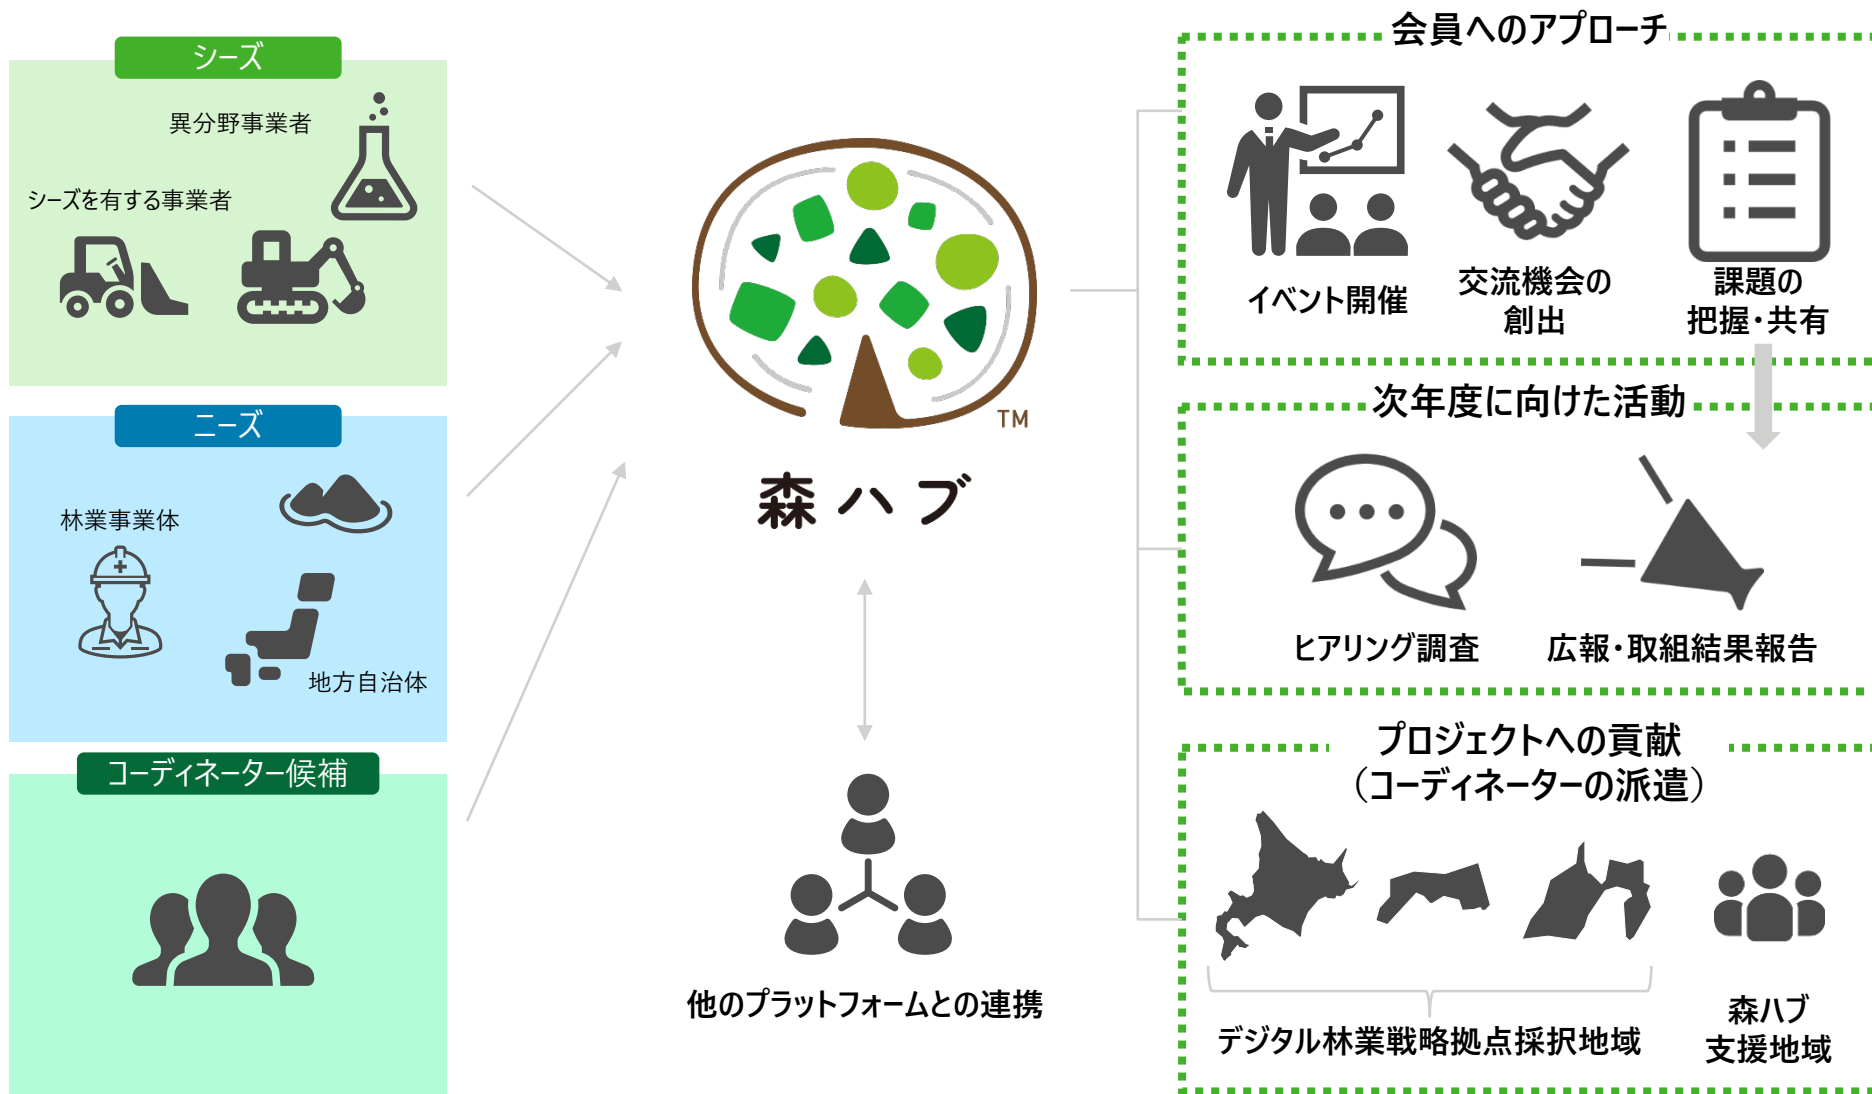 シーズ
異分野事業者
シーズを有する事業者
ニーズ
林業事業体
地方自治体
コーディネーター候補
TM
森ハブ
他のプラットフォームとの連携
会員へのアプローチ
イベント開催
交流機会の
創出
課題の
把握・共有
次年度に向けた活動
ヒアリング調査
広報・取組結果報告
プロジェクトへの貢献
（コーディネーターの派遣）
デジタル林業戦略拠点採択地域
森ハブ
支援地域